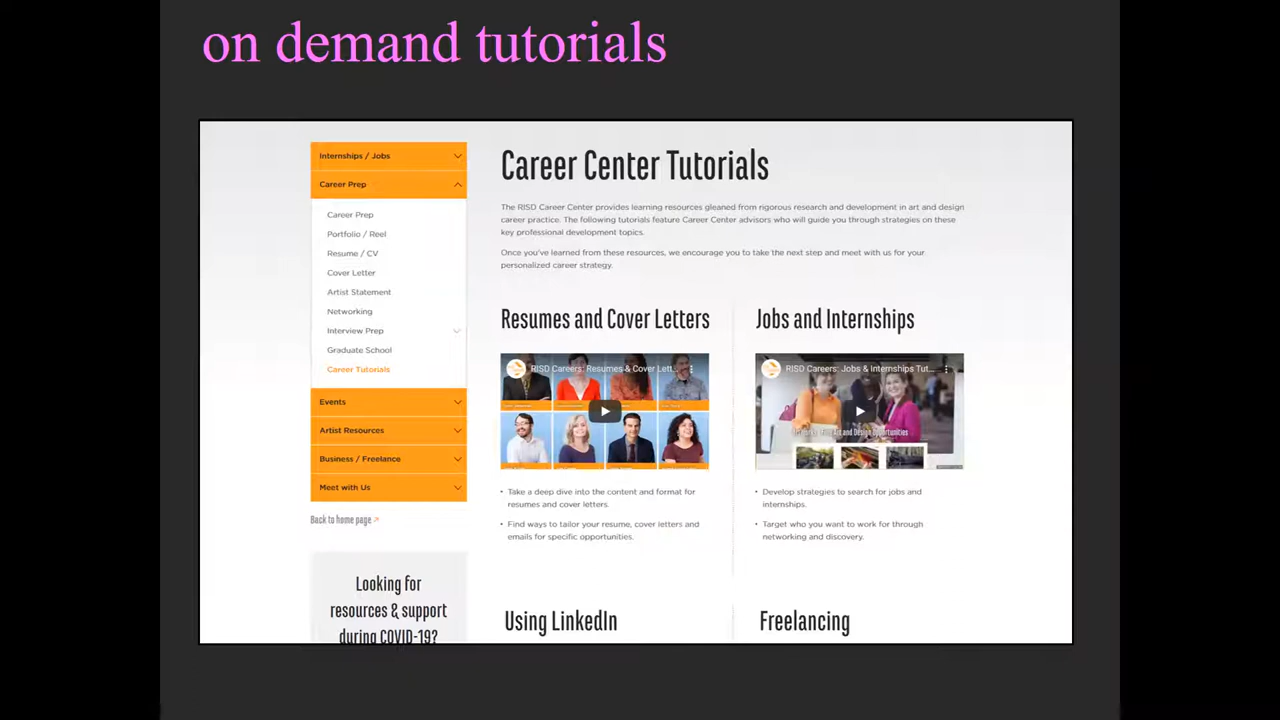 on demand tutorials
Internships / Jobs
Career Prep
Career Prep
Portfolio / Reel
Resume / CV
Cover Letter
Artist Statement
Networking
Interview Prep
Graduate School
Career Tutorials
Events
Artist Resources
Business / Freelance
Meet with Us
Back to home page
Looking for
resources & support
during COVID-19?
Career Center Tutorials
The RISD Career Center provides learning resources gleaned from rigorous research and development in art and design
career practice. The following tutorials feature Career Center advisors who will guide you through strategies on these
key professional development topics.
Once you've learned from these resources, we encourage you to take the next step and meet with us for your
personalized career strategy.
Resumes and Cover Letters
RISD Careers: Resumes & Cover Lett...
• Take a deep dive into the content and format for
resumes and cover letters.
• Find ways to tailor your resume, cover letters and
emails for specific opportunities.
Jobs and Internships
RISD Careers: Jobs & Internships Tut...
Art and Design Opportunities
• Develop strategies to search for jobs and
internships.
• Target who you want to work for through
networking and discovery.
Using LinkedIn
Freelancing